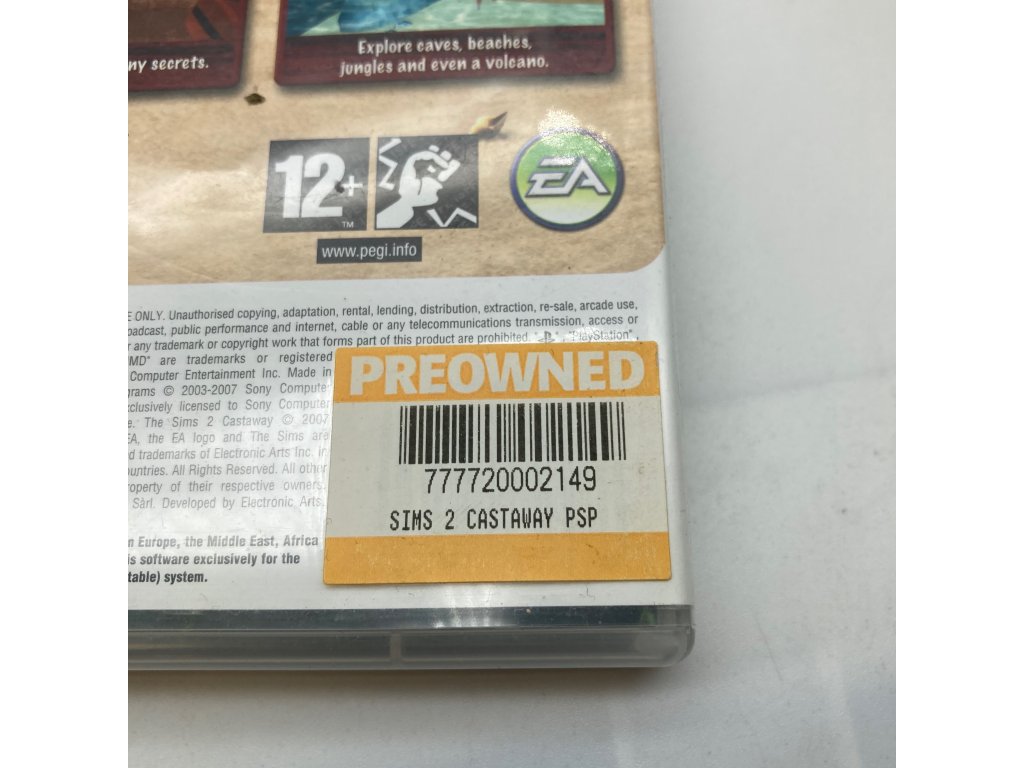 ny secrets.
Explore caves, beaches,
jungles and even a volcano.
12+
TM
EA
www.pegi.info
E ONLY. Unauthorised copying, adaptation, rental, lending, distribution, extraction, re-sale, arcade use,
oadcast, public performance and internet, cable or any telecommunications transmission, access or
r any trademark or copyright work that forms part of this product are prohibited. "PlayStation",
MD" are trademarks or registered
Computer Entertainment Inc. Made in
grams © 2003-2007 Sony Computer
xclusively licensed to Sony Computer
e. The Sims 2 Castaway © 2007
EA, the EA logo and The Sims are
d trademarks of Electronic Arts Inc. in
ountries. All Rights Reserved. All other
roperty of their respective owners.
Sàrl. Developed by Electronic Arts.
n Europe, the Middle East, Africa
is software exclusively for the
table) system.
PREOWNED
777720002149
SIMS 2 CASTAWAY PSP